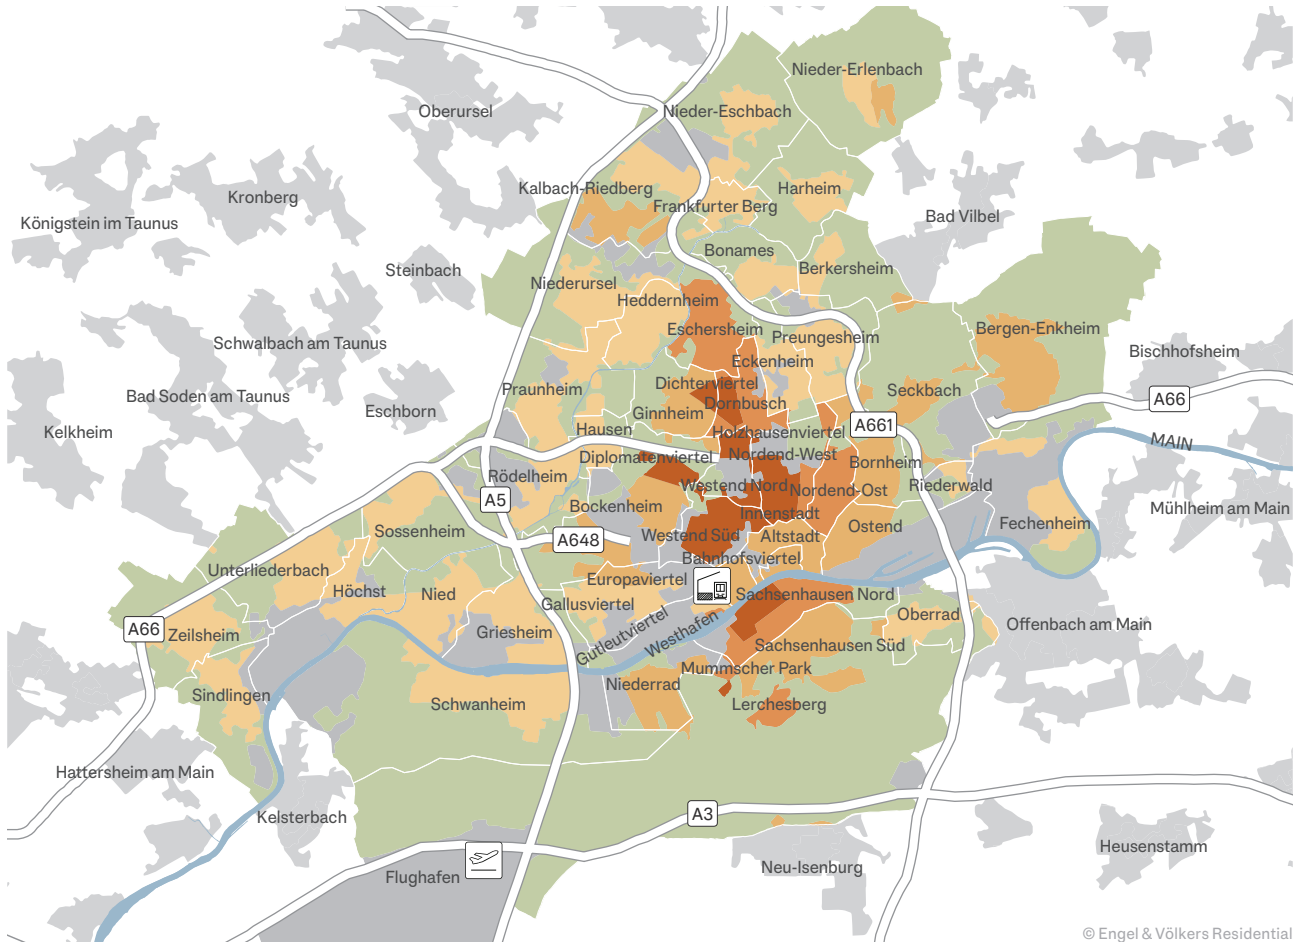 Nieder-Erlenbach
Oberursel
Nieder-Eschbach
Kalbach-Riedberg
Harheim
Kronberg
Frankfurter Berg
Königstein im Taunus
Bad Vilbel
Bonames
Steinbach
Berkersheim
Niederursel
Heddernheim
Eschersheim
Bergen-Enkheim
Preungesheim
Schwalbach am Taunus
Bischofsheim
Eckenheim
Dichterviertel
Praunheim
Seckbach
Bad Soden am Taunus
A66
Dornbusch
Eschborn
Ginnheim
A661
Kelkheim
Hausen
Holzhausenviertel
MAIN
Diplomatenviertel
Nordend-West
Bornheim
Rödelheim
Westend Nord
Nordend-Ost
Riederwald
A5
Bockenheim
Innenstadt
Mühlheim am Main
Sossenheim
Ostend
Fechenheim
A648
Westend Süd
Altstadt
Bahnhofsviertel
Unterliederbach
Europaviertel
Höchst
Nied
Sachsenhausen Nord
Gallusviertel
Oberrad
A66
Zeilsheim
Griesheim
Gutleutviertel
Westhafen
Offenbach am Main
Sachsenhausen Süd
Mummscher Park
Niederrad
Sindlingen
Schwanheim
Lerchesberg
Hattersheim am Main
A3
Kelsterbach
Heusenstamm
Neu-Isenburg
Flughafen
© Engel & Völkers Residential